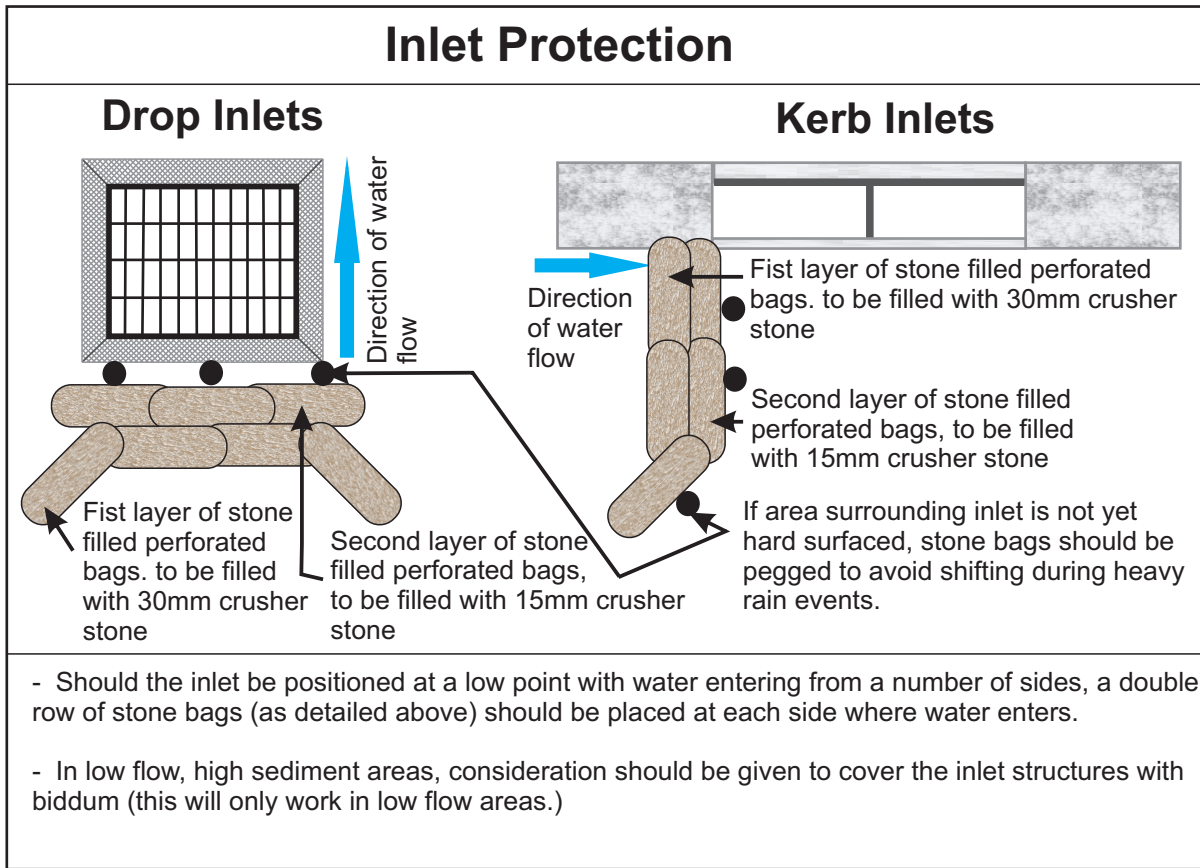 Inlet Protection
Drop Inlets
Direction of water
flow
Fist layer of stone
filled perforated
bags. to be filled
with 30mm crusher
stone
Second layer of stone
filled perforated bags,
to be filled with 15mm crusher
stone
Kerb Inlets
Direction
of water
flow
Fist layer of stone filled perforated
bags. to be filled with 30mm crusher
stone
Second layer of stone filled
perforated bags, to be filled
with 15mm crusher stone
If area surrounding inlet is not yet
hard surfaced, stone bags should be
pegged to avoid shifting during heavy
rain events.
- Should the inlet be positioned at a low point with water entering from a number of sides, a double
row of stone bags (as detailed above) should be placed at each side where water enters.
- In low flow, high sediment areas, consideration should be given to cover the inlet structures with
biddum (this will only work in low flow areas.)